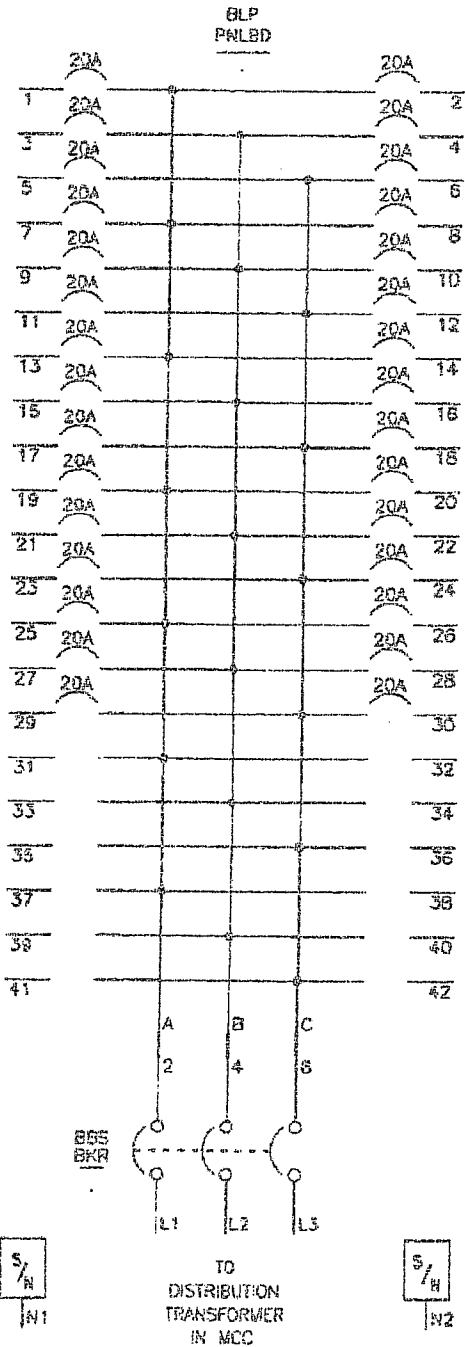 BLP
PNLBD
20A 20A
1 20A 20A 2
3 20A 20A 4
5 20A 20A 6
7 20A 20A 8
9 20A 20A 10
11 20A 20A 12
13 20A 20A 14
15 20A 20A 16
17 20A 20A 18
19 20A 20A 20
21 20A 20A 22
23 20A 20A 24
25 20A 20A 26
27 20A 20A 28
29 30
31 32
33 34
35 36
37 38
39 40
41 42
A B C
2 4 6
BBS
BKR
L1 L2 L3
S/N S/N
N1 N2
TO
DISTRIBUTION
TRANSFORMER
IN MCC